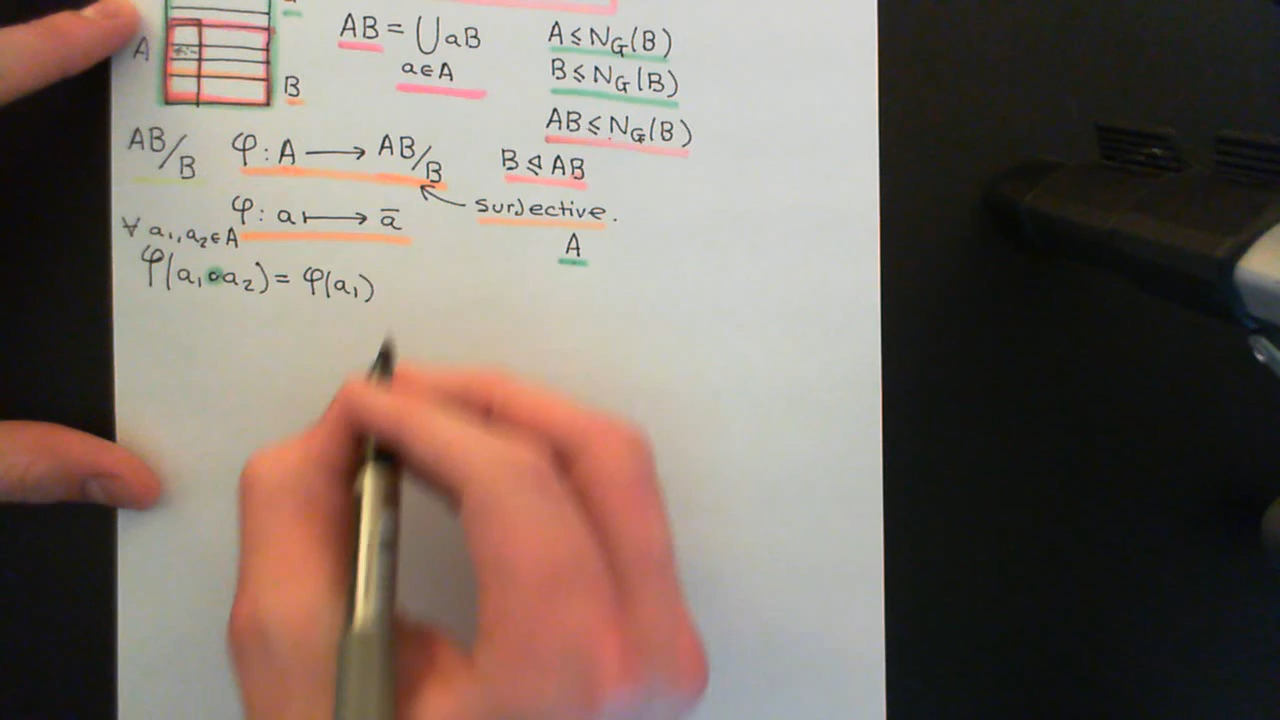 A
B
AB = ⋃ aB
a∈A
A ≤ N_G(B)
B ≤ N_G(B)
AB ≤ N_G(B)
AB/B
φ : A ⟶ AB/B
B ⊴ AB
φ : a ⟼ ā
surjective.
A
∀ a₁, a₂ ∈ A
φ(a₁ ∘ a₂) = φ(a₁)